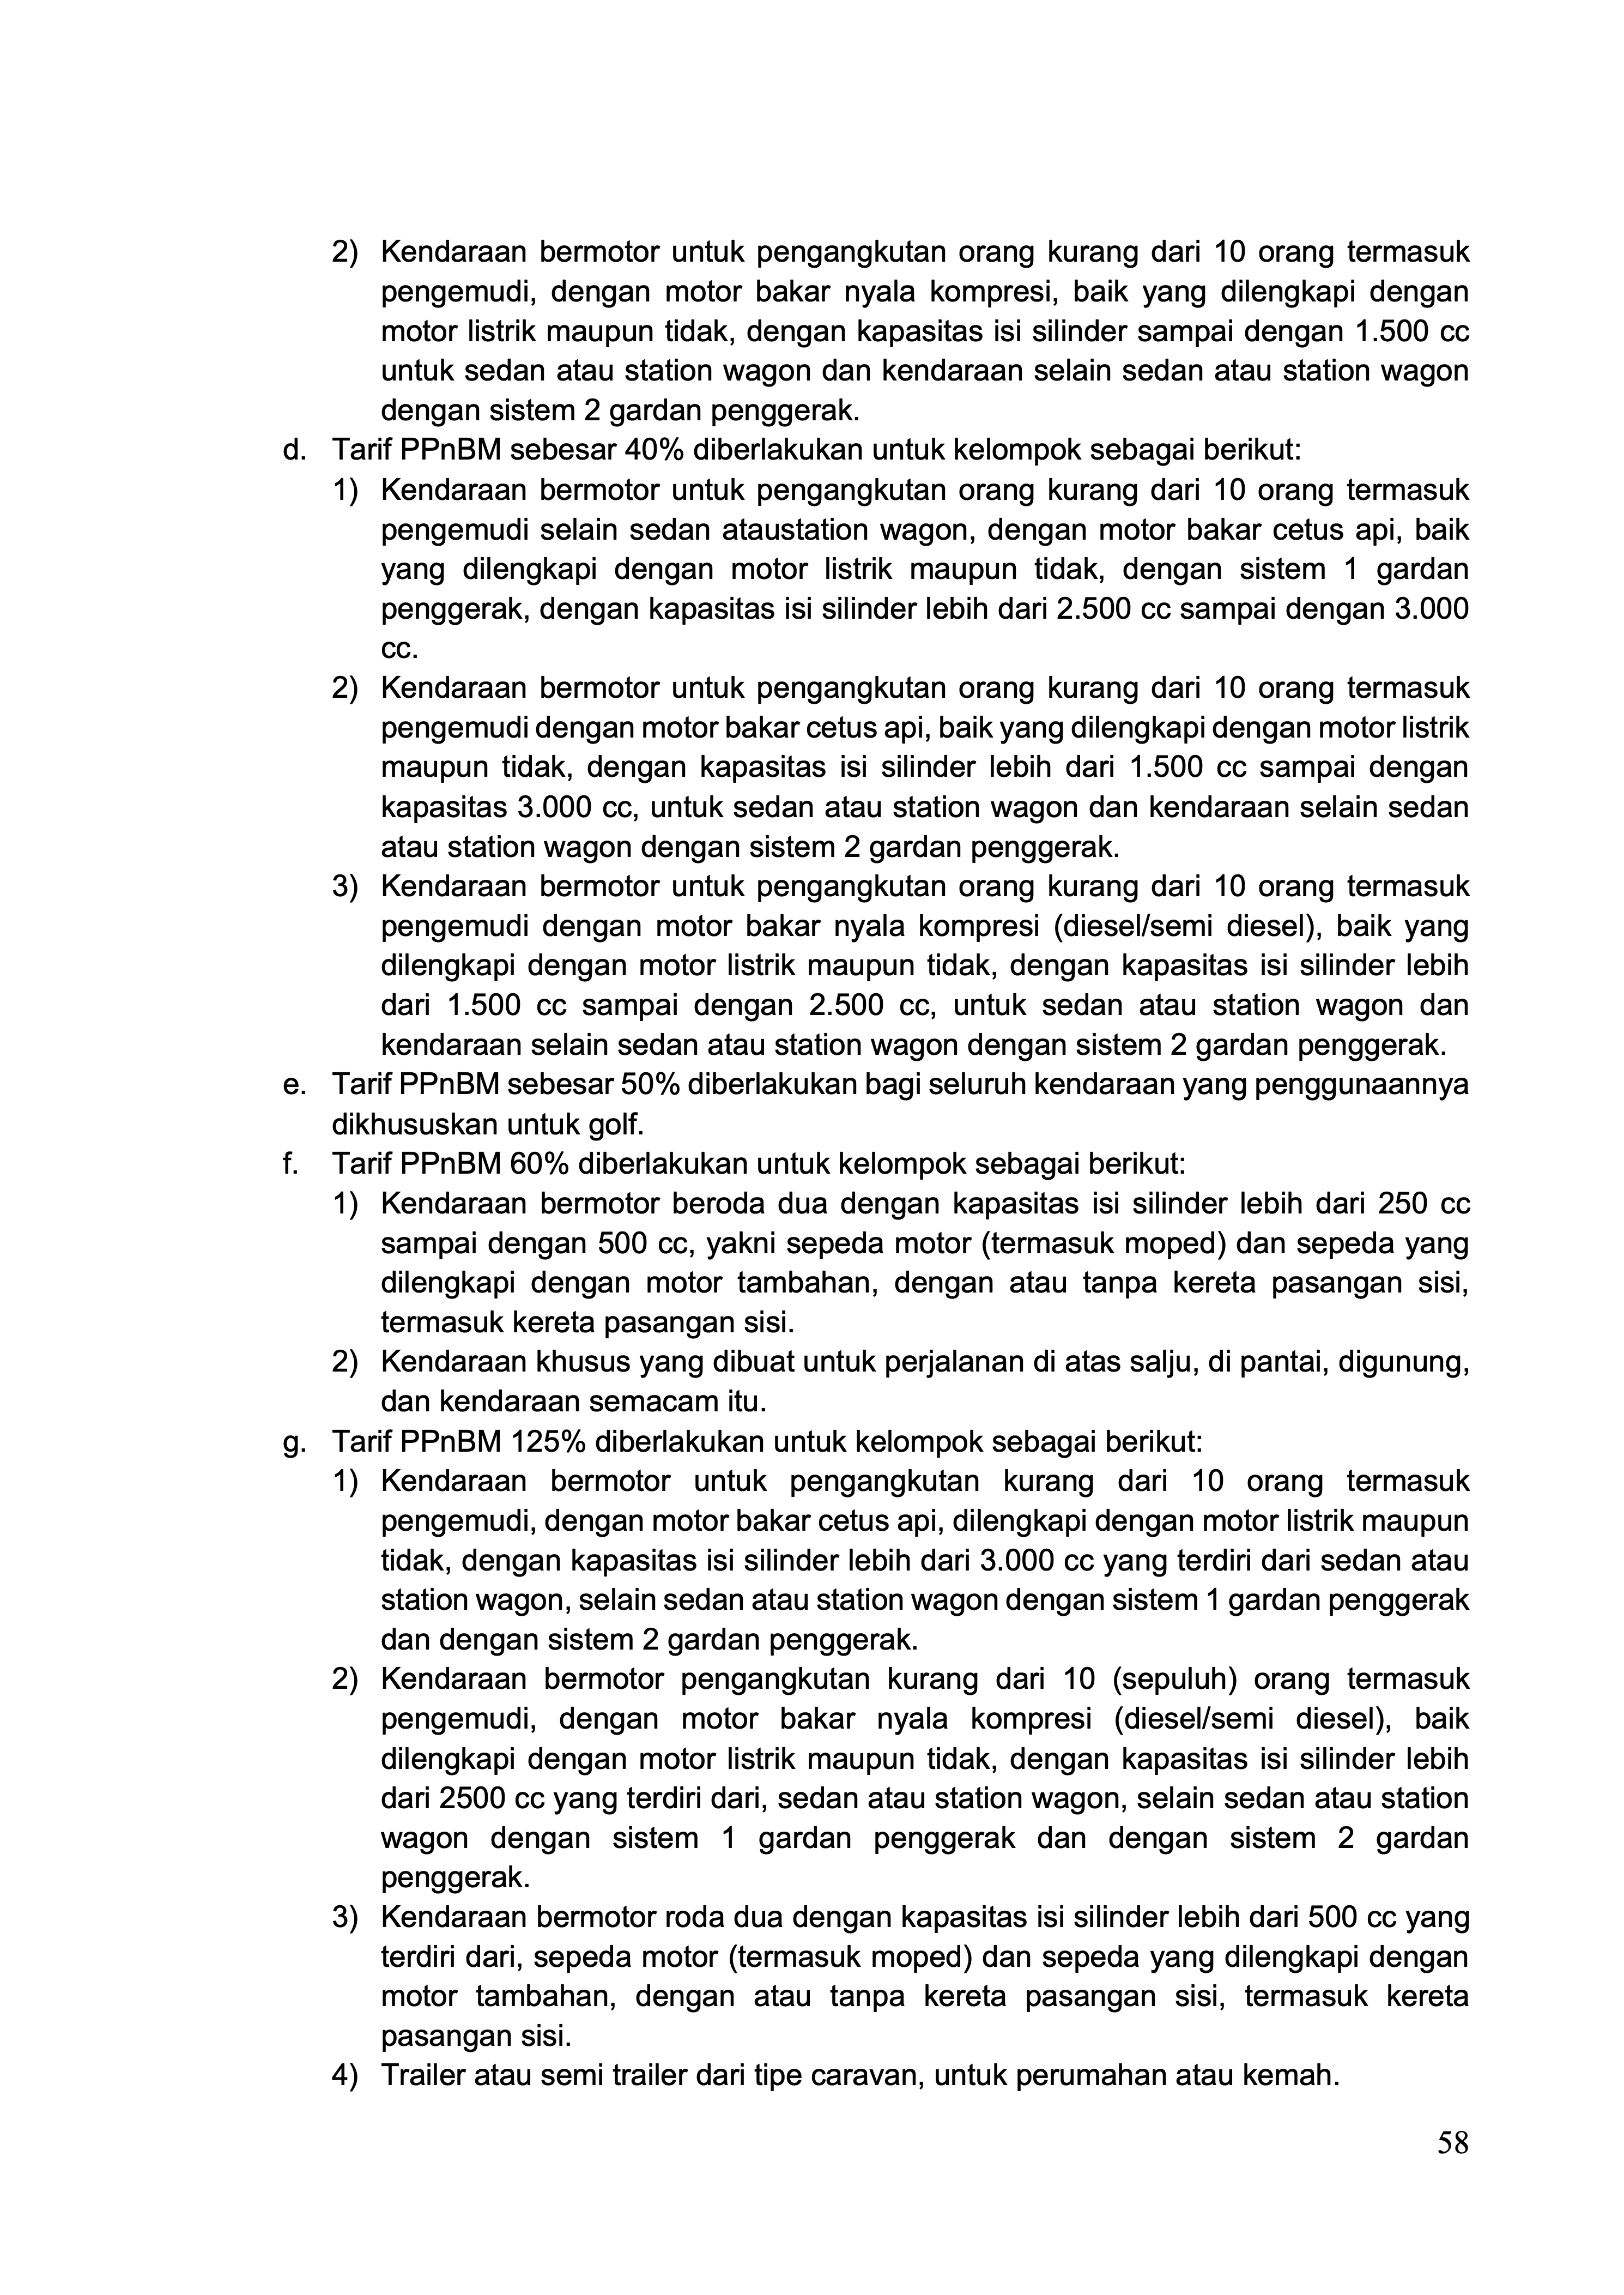 2) Kendaraan bermotor untuk pengangkutan orang kurang dari 10 orang termasuk
pengemudi, dengan motor bakar nyala kompresi, baik yang dilengkapi dengan
motor listrik maupun tidak, dengan kapasitas isi silinder sampai dengan 1.500 cc
untuk sedan atau station wagon dan kendaraan selain sedan atau station wagon
dengan sistem 2 gardan penggerak.
d. Tarif PPnBM sebesar 40% diberlakukan untuk kelompok sebagai berikut:
1) Kendaraan bermotor untuk pengangkutan orang kurang dari 10 orang termasuk
pengemudi selain sedan ataustation wagon, dengan motor bakar cetus api, baik
yang dilengkapi dengan motor listrik maupun tidak, dengan sistem 1 gardan
penggerak, dengan kapasitas isi silinder lebih dari 2.500 cc sampai dengan 3.000
cc.
2) Kendaraan bermotor untuk pengangkutan orang kurang dari 10 orang termasuk
pengemudi dengan motor bakar cetus api, baik yang dilengkapi dengan motor listrik
maupun tidak, dengan kapasitas isi silinder lebih dari 1.500 cc sampai dengan
kapasitas 3.000 cc, untuk sedan atau station wagon dan kendaraan selain sedan
atau station wagon dengan sistem 2 gardan penggerak.
3) Kendaraan bermotor untuk pengangkutan orang kurang dari 10 orang termasuk
pengemudi dengan motor bakar nyala kompresi (diesel/semi diesel), baik yang
dilengkapi dengan motor listrik maupun tidak, dengan kapasitas isi silinder lebih
dari 1.500 cc sampai dengan 2.500 cc, untuk sedan atau station wagon dan
kendaraan selain sedan atau station wagon dengan sistem 2 gardan penggerak.
e. Tarif PPnBM sebesar 50% diberlakukan bagi seluruh kendaraan yang penggunaannya
dikhususkan untuk golf.
f. Tarif PPnBM 60% diberlakukan untuk kelompok sebagai berikut:
1) Kendaraan bermotor beroda dua dengan kapasitas isi silinder lebih dari 250 cc
sampai dengan 500 cc, yakni sepeda motor (termasuk moped) dan sepeda yang
dilengkapi dengan motor tambahan, dengan atau tanpa kereta pasangan sisi,
termasuk kereta pasangan sisi.
2) Kendaraan khusus yang dibuat untuk perjalanan di atas salju, di pantai, digunung,
dan kendaraan semacam itu.
g. Tarif PPnBM 125% diberlakukan untuk kelompok sebagai berikut:
1) Kendaraan bermotor untuk pengangkutan kurang dari 10 orang termasuk
pengemudi, dengan motor bakar cetus api, dilengkapi dengan motor listrik maupun
tidak, dengan kapasitas isi silinder lebih dari 3.000 cc yang terdiri dari sedan atau
station wagon, selain sedan atau station wagon dengan sistem 1 gardan penggerak
dan dengan sistem 2 gardan penggerak.
2) Kendaraan bermotor pengangkutan kurang dari 10 (sepuluh) orang termasuk
pengemudi, dengan motor bakar nyala kompresi (diesel/semi diesel), baik
dilengkapi dengan motor listrik maupun tidak, dengan kapasitas isi silinder lebih
dari 2500 cc yang terdiri dari, sedan atau station wagon, selain sedan atau station
wagon dengan sistem 1 gardan penggerak dan dengan sistem 2 gardan
penggerak.
3) Kendaraan bermotor roda dua dengan kapasitas isi silinder lebih dari 500 cc yang
terdiri dari, sepeda motor (termasuk moped) dan sepeda yang dilengkapi dengan
motor tambahan, dengan atau tanpa kereta pasangan sisi, termasuk kereta
pasangan sisi.
4) Trailer atau semi trailer dari tipe caravan, untuk perumahan atau kemah.
58